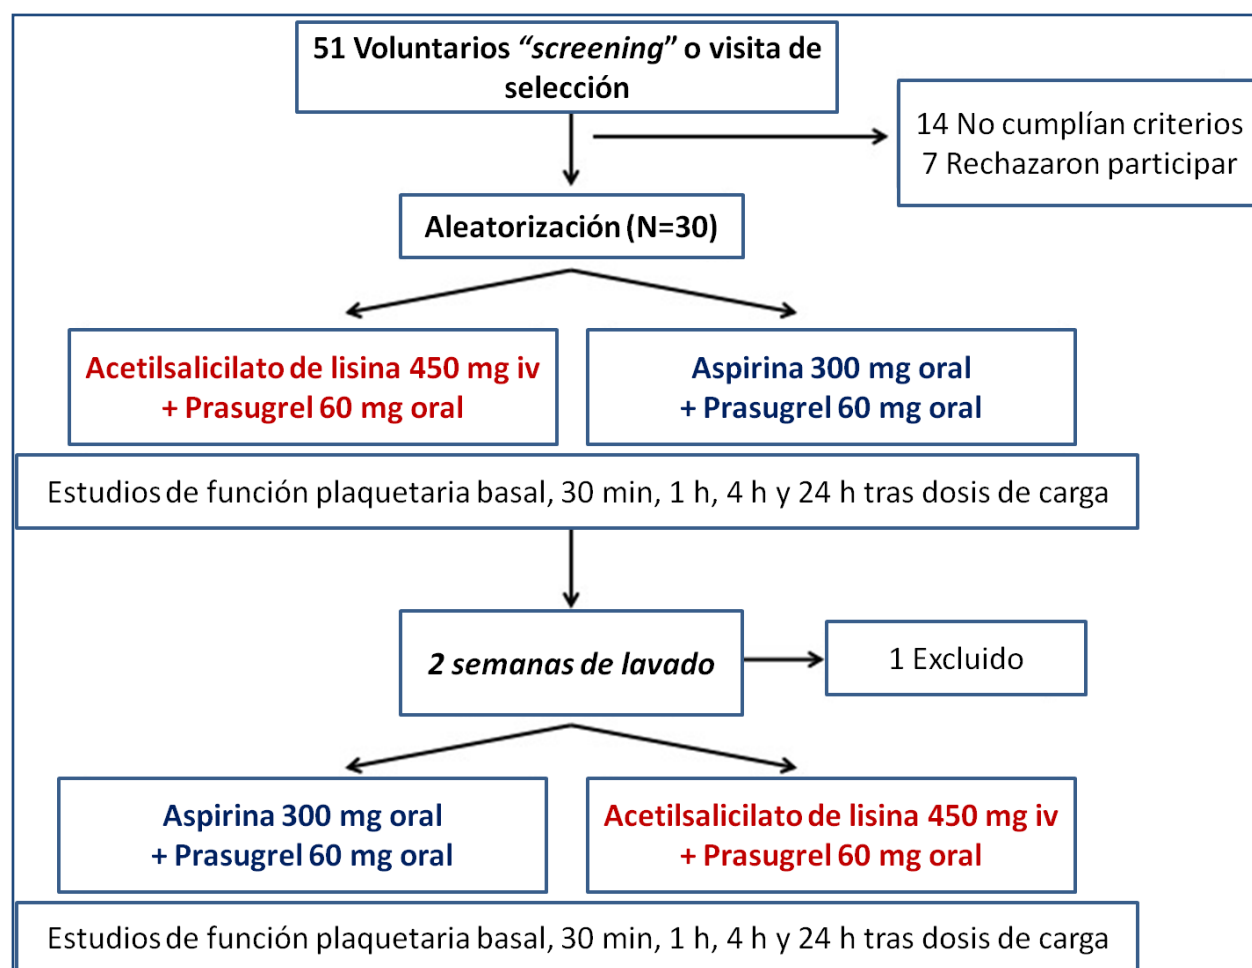 51 Voluntarios “screening” o visita de
selección
14 No cumplían criterios
7 Rechazaron participar
Aleatorización (N=30)
Acetilsalicilato de lisina 450 mg iv
+ Prasugrel 60 mg oral
Aspirina 300 mg oral
+ Prasugrel 60 mg oral
Estudios de función plaquetaria basal, 30 min, 1 h, 4 h y 24 h tras dosis de carga
2 semanas de lavado
1 Excluido
Aspirina 300 mg oral
+ Prasugrel 60 mg oral
Acetilsalicilato de lisina 450 mg iv
+ Prasugrel 60 mg oral
Estudios de función plaquetaria basal, 30 min, 1 h, 4 h y 24 h tras dosis de carga